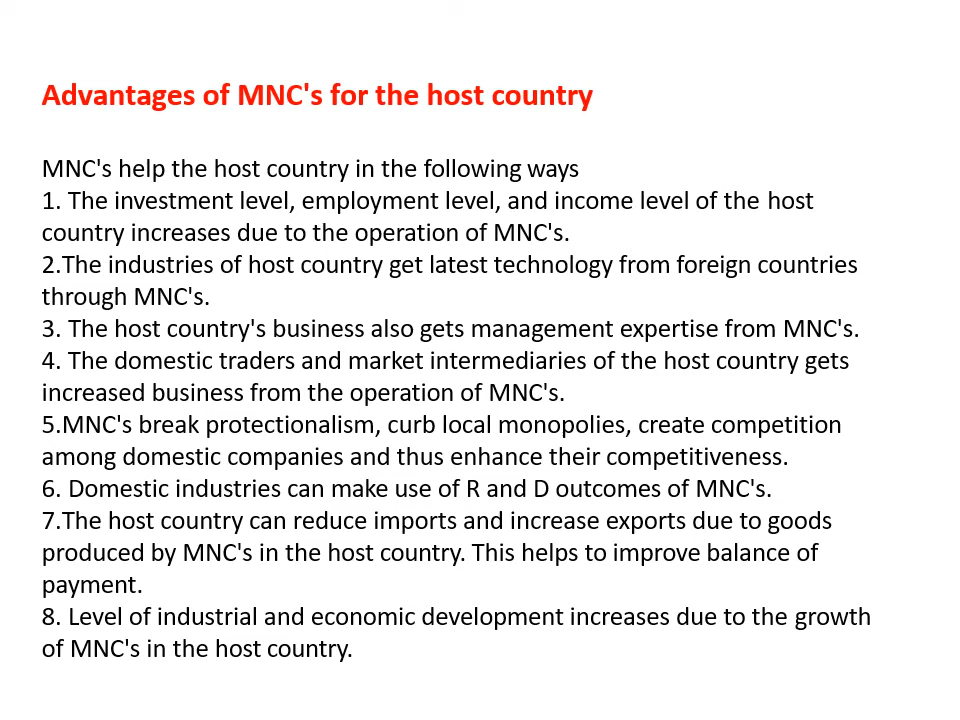 Advantages of MNC's for the host country
MNC's help the host country in the following ways
1. The investment level, employment level, and income level of the host
country increases due to the operation of MNC's.
2.The industries of host country get latest technology from foreign countries
through MNC's.
3. The host country's business also gets management expertise from MNC's.
4. The domestic traders and market intermediaries of the host country gets
increased business from the operation of MNC's.
5.MNC's break protectionalism, curb local monopolies, create competition
among domestic companies and thus enhance their competitiveness.
6. Domestic industries can make use of R and D outcomes of MNC's.
7.The host country can reduce imports and increase exports due to goods
produced by MNC's in the host country. This helps to improve balance of
payment.
8. Level of industrial and economic development increases due to the growth
of MNC's in the host country.